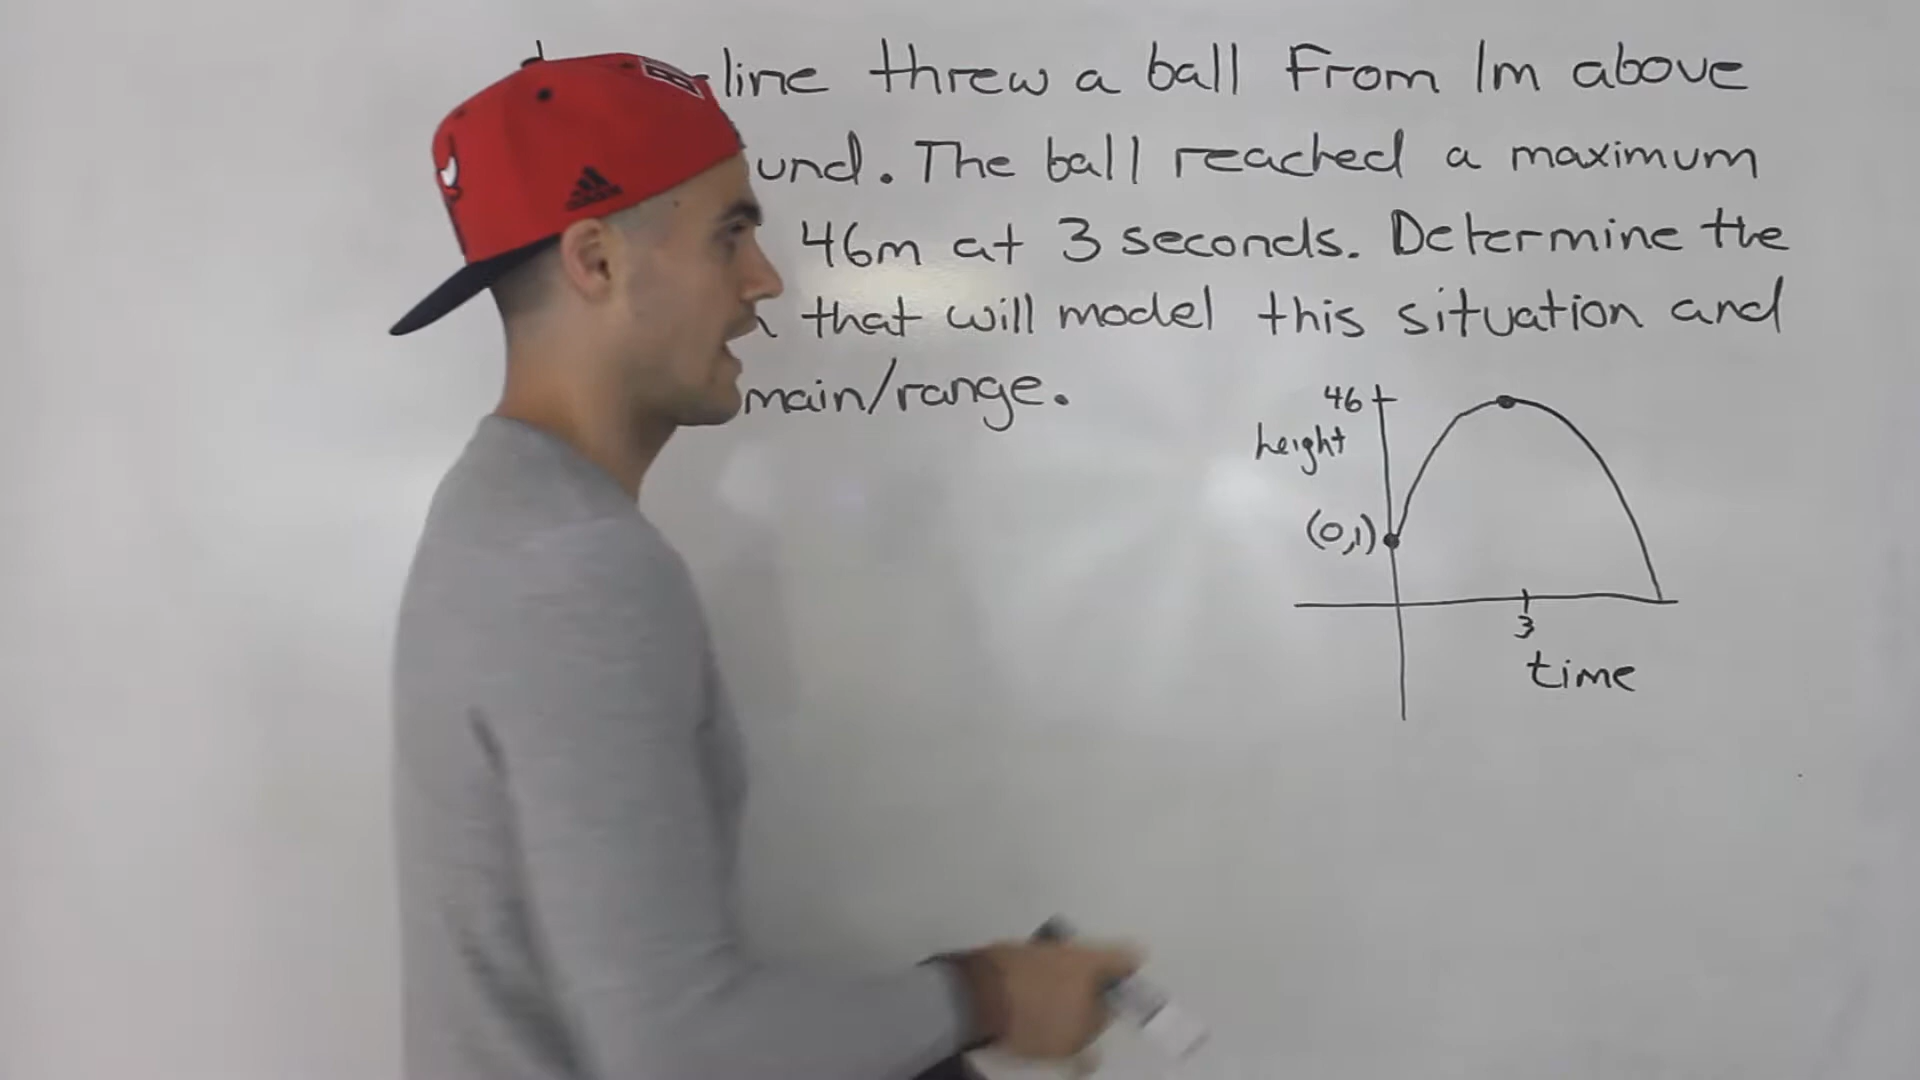 line threw a ball from 1m above
und. The ball reached a maximum
46m at 3 seconds. Determine the
that will model this situation and
main/range.
46
height
(0,1)
3
time